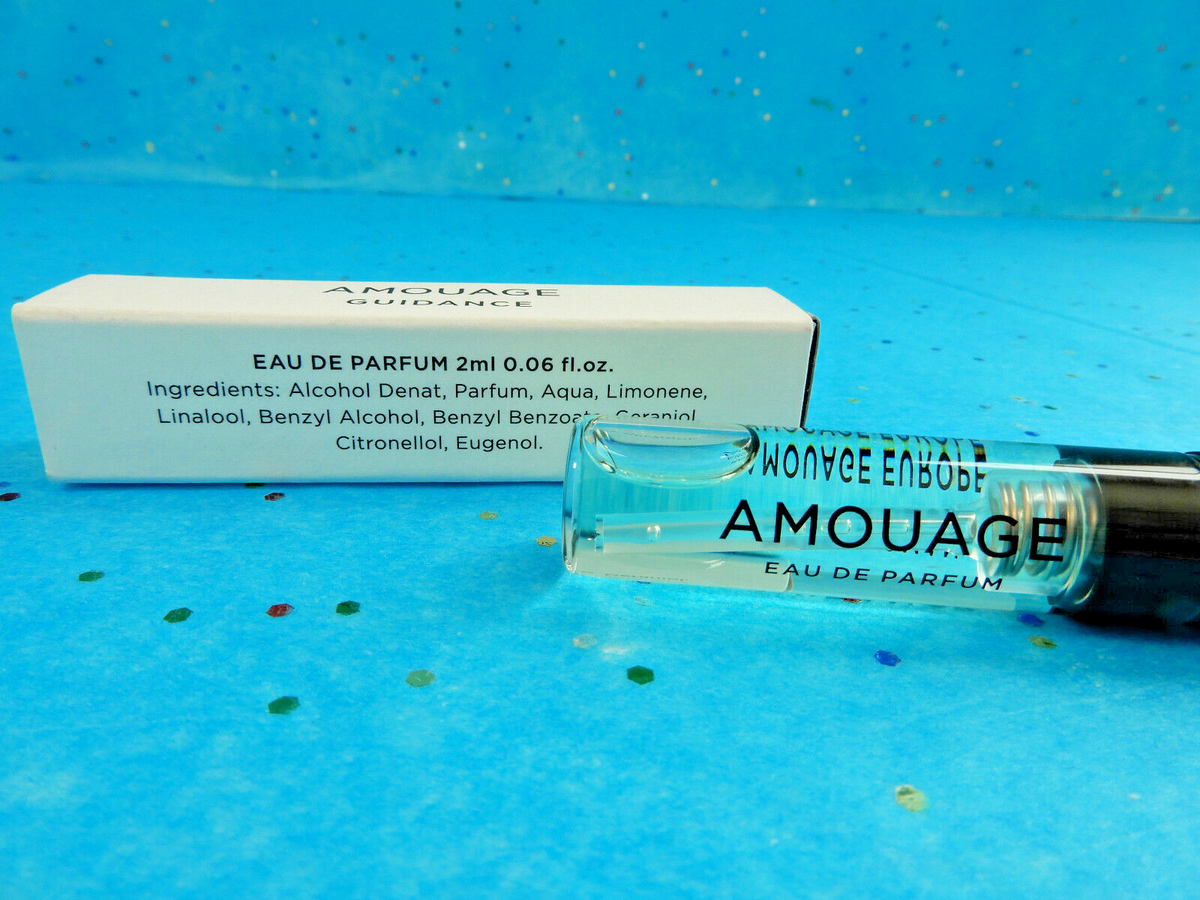 AMOUAGE
GUIDANCE
EAU DE PARFUM 2ml 0.06 fl.oz.
Ingredients: Alcohol Denat, Parfum, Aqua, Limonene,
Linalool, Benzyl Alcohol, Benzyl Benzoate, Geraniol,
Citronellol, Eugenol.
AMOUAGE EUROPE
AMOUAGE
EAU DE PARFUM